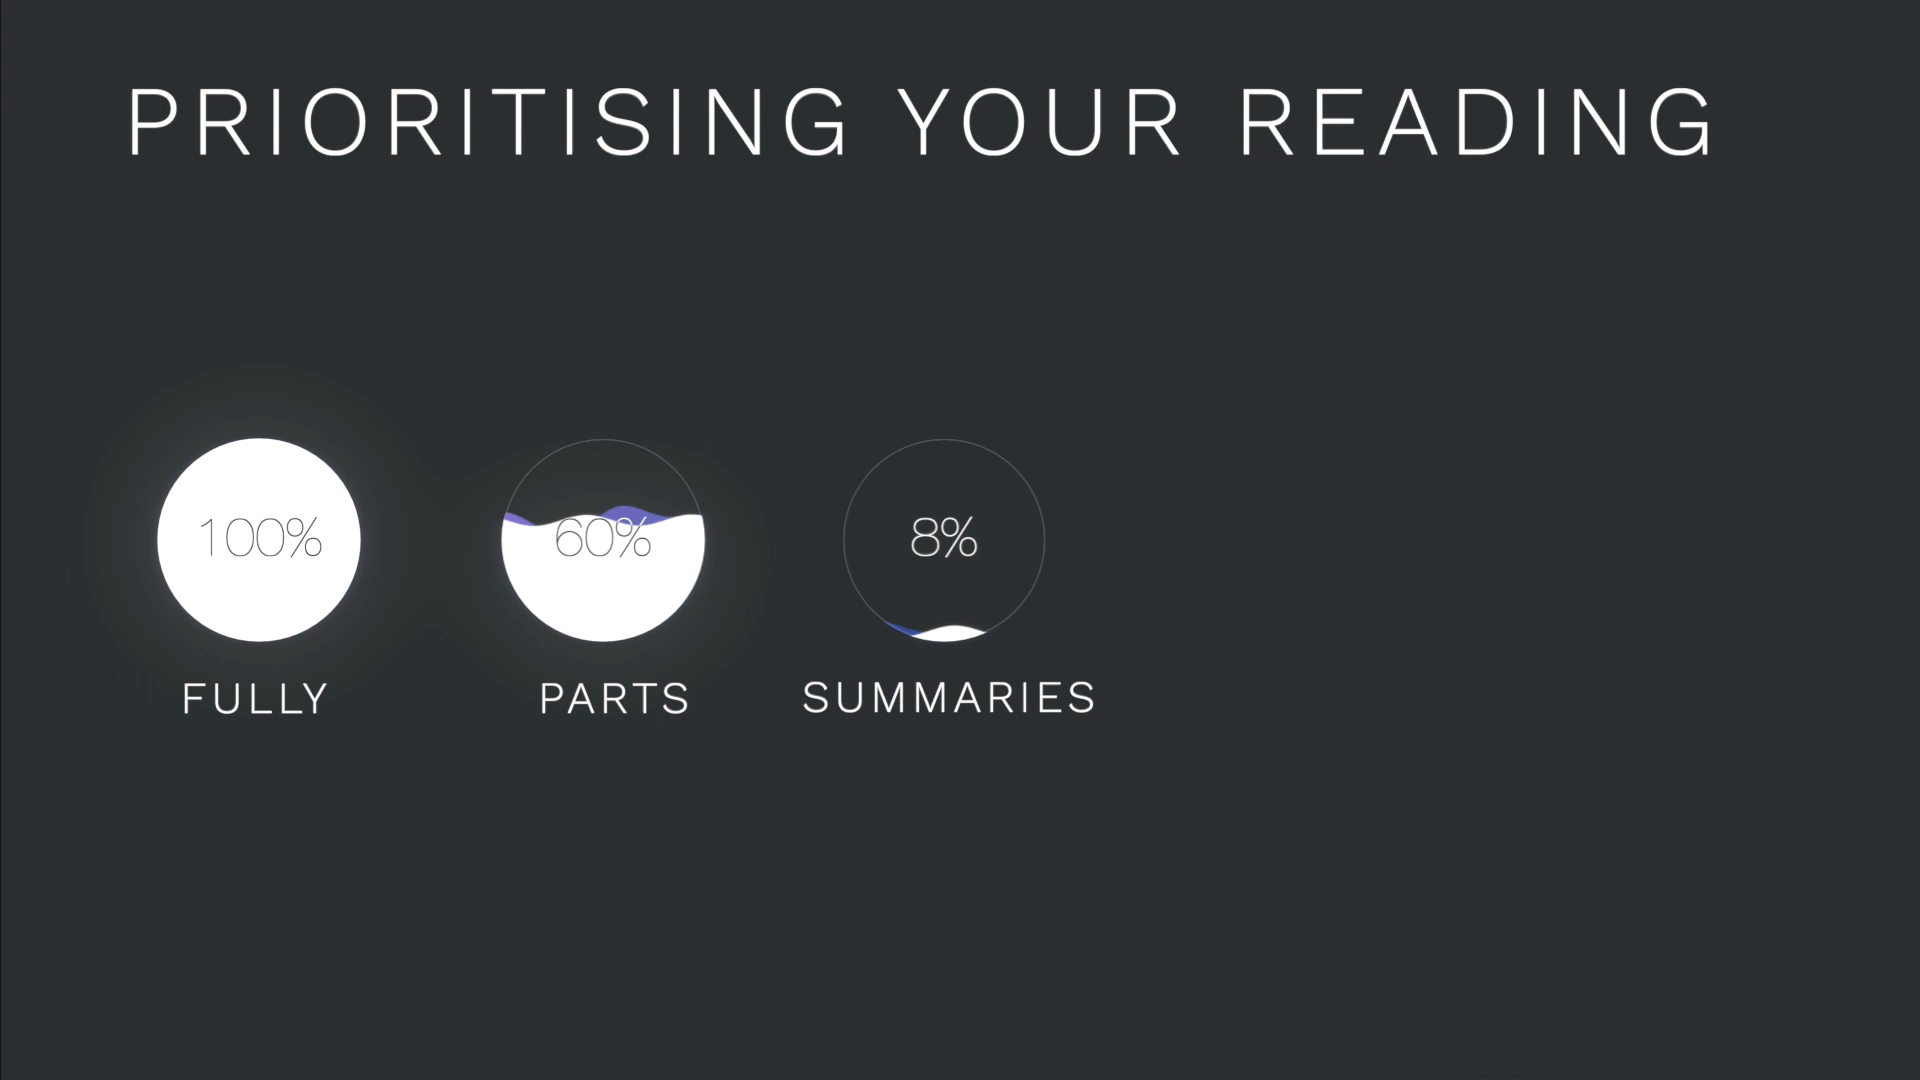 PRIORITISING YOUR READING
100%
60%
8%
FULLY
PARTS
SUMMARIES